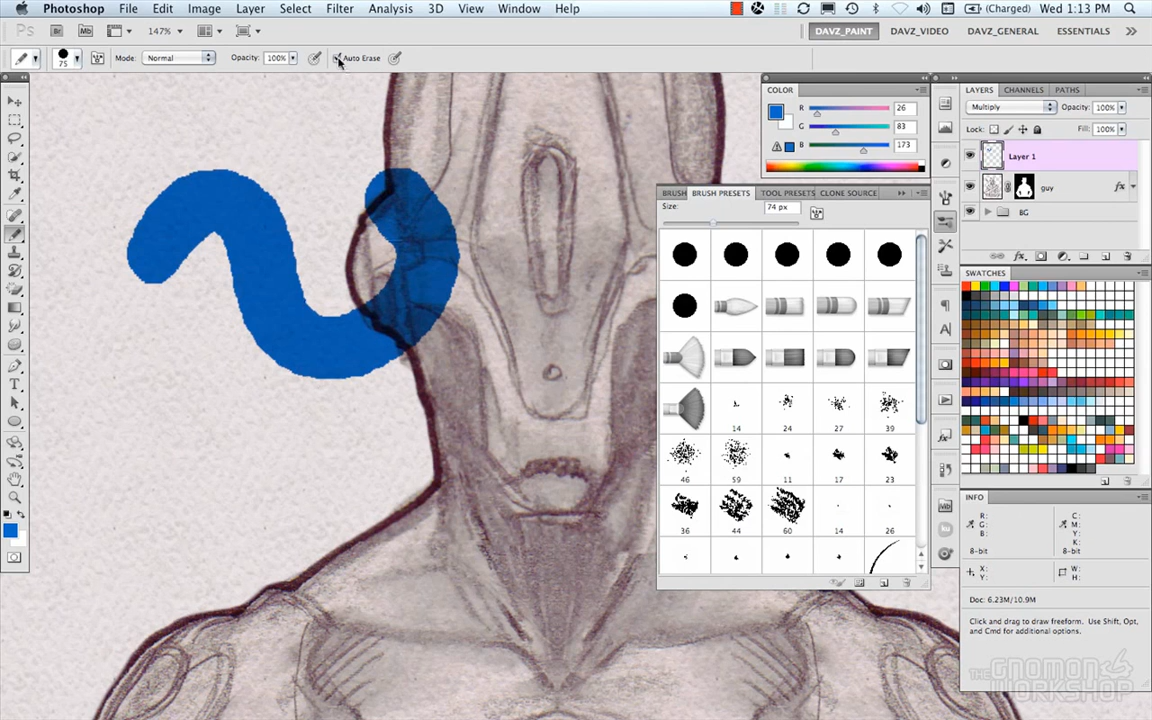 Photoshop File Edit Image Layer Select Filter Analysis 3D View Window Help (Charged) Wed 1:13 PM
Ps Br Mb 147% DAVZ_PAINT DAVZ_VIDEO DAVZ_GENERAL ESSENTIALS
75 Mode: Normal Opacity: 100% Auto Erase
COLOR
R 26
G 83
B 173
LAYERS CHANNELS PATHS
Multiply Opacity: 100%
Lock: Fill: 100%
Layer 1
guy fx
BG
BRUSH BRUSH PRESETS TOOL PRESETS CLONE SOURCE
Size: 74 px
14 24 27 39
46 59 11 17 23
36 44 60 14 26
SWATCHES
INFO
R: C:
G: M:
B: Y:
K:
8-bit 8-bit
X: W:
Y: H:
Doc: 6.23M/10.9M
Click and drag to draw freeform. Use Shift, Opt,
and Cmd for additional options.
THE GNOMON
WORKSHOP